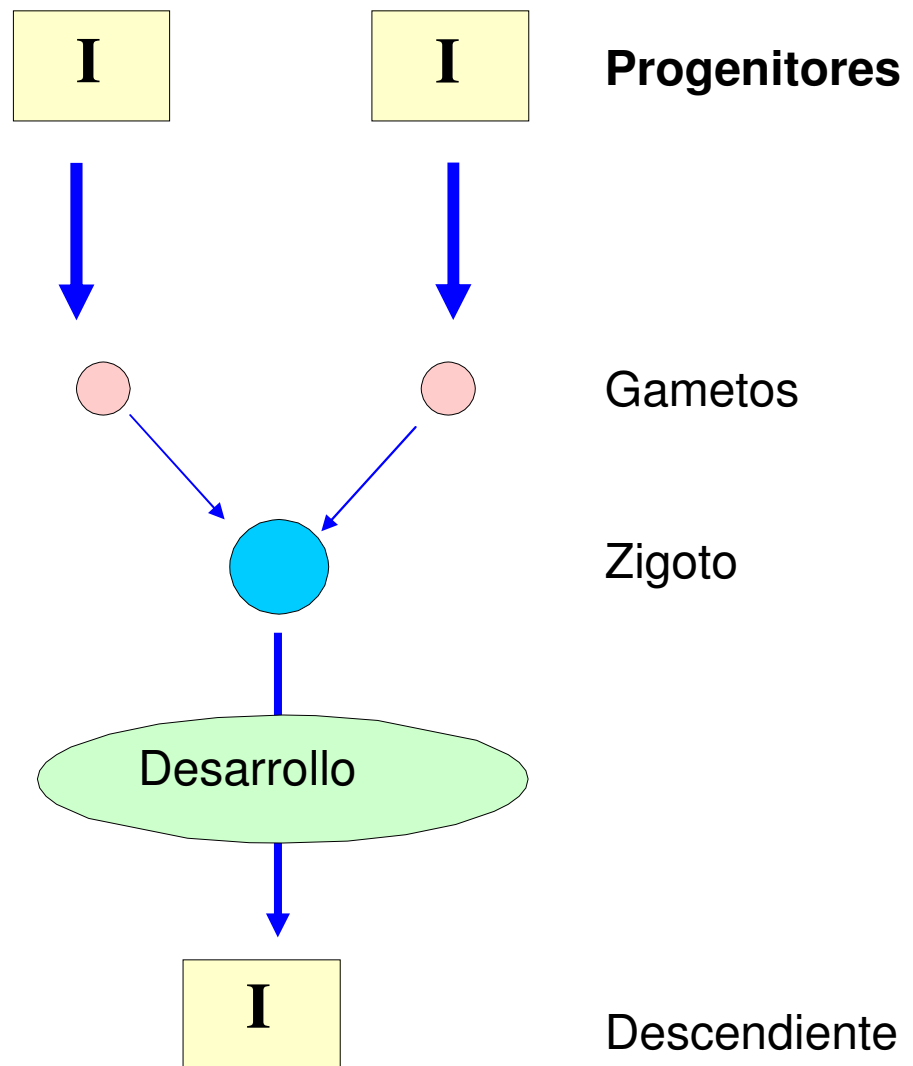 I I Progenitores
Gametos
Zigoto
Desarrollo
I
Descendiente